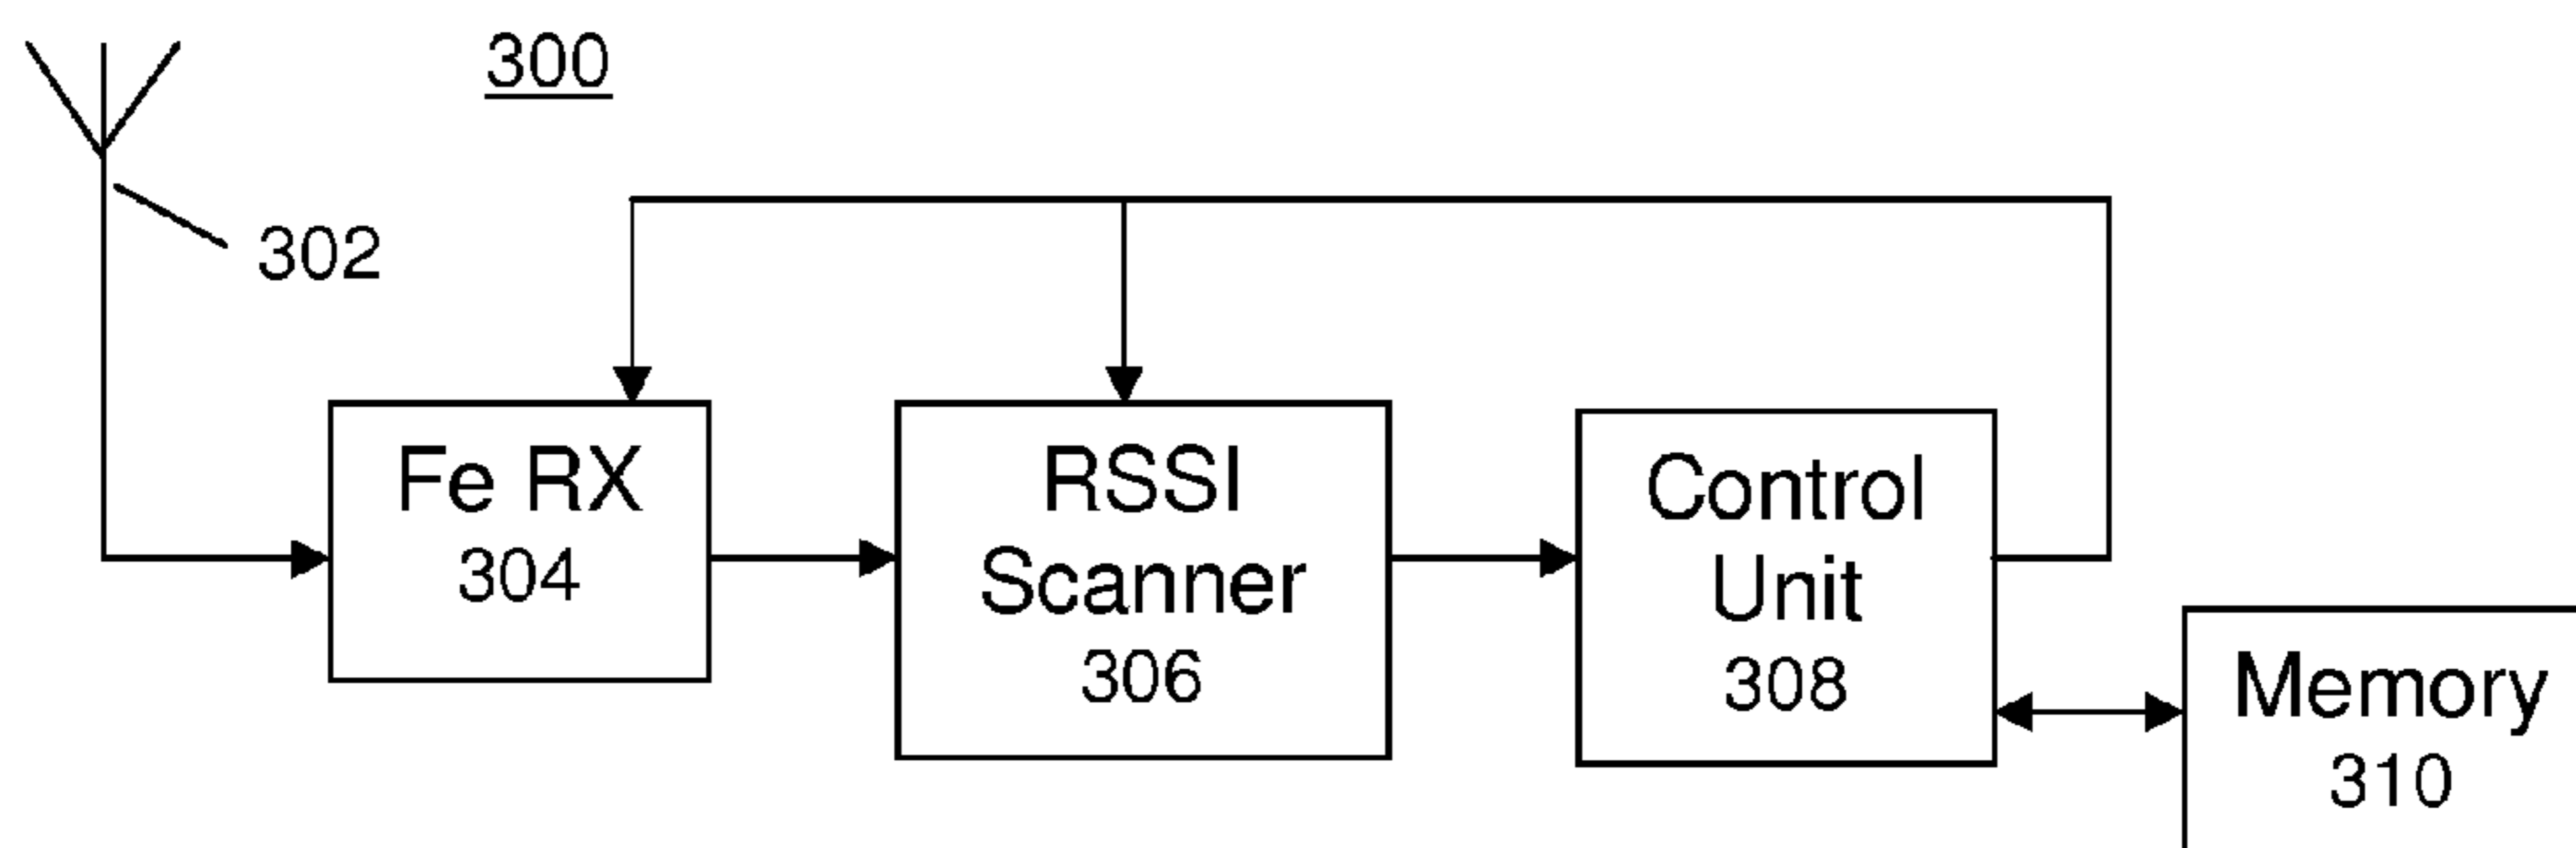 300
302
Fe RX
304
RSSI
Scanner
306
Control
Unit
308
Memory
310